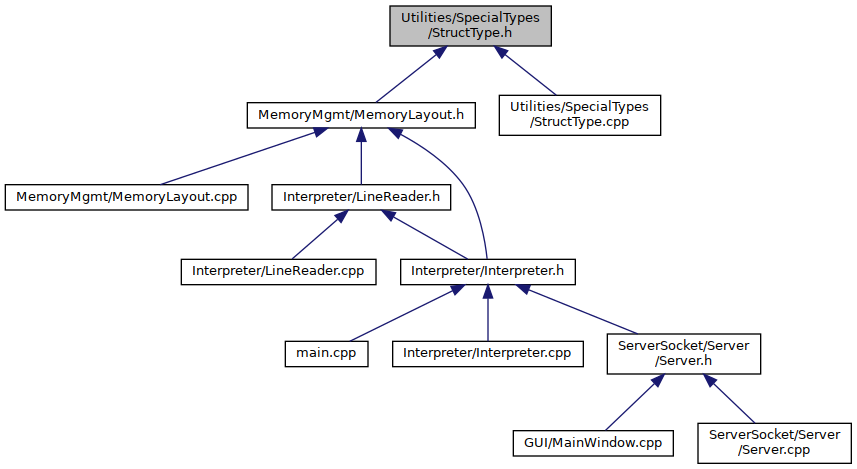 Utilities/SpecialTypes
/StructType.h
MemoryMgmt/MemoryLayout.h
Utilities/SpecialTypes
/StructType.cpp
MemoryMgmt/MemoryLayout.cpp
Interpreter/LineReader.h
Interpreter/LineReader.cpp
Interpreter/Interpreter.h
main.cpp
Interpreter/Interpreter.cpp
ServerSocket/Server
/Server.h
GUI/MainWindow.cpp
ServerSocket/Server
/Server.cpp